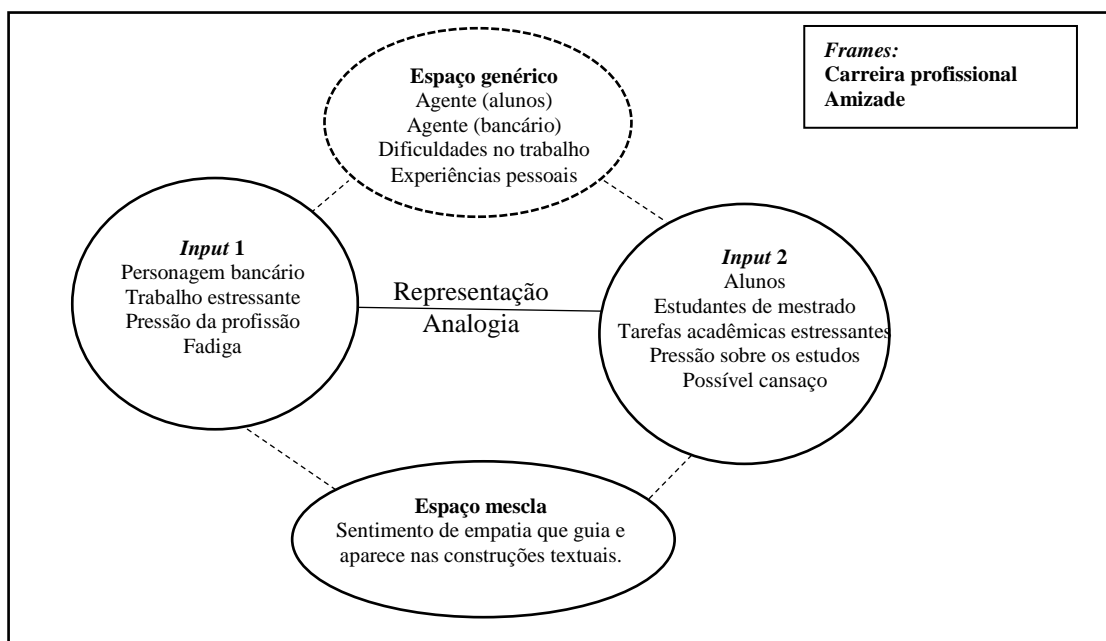 Espaço genérico
Agente (alunos)
Agente (bancário)
Dificuldades no trabalho
Experiências pessoais
Frames:
Carreira profissional
Amizade
Input 1
Personagem bancário
Trabalho estressante
Pressão da profissão
Fadiga
Representação
Analogia
Input 2
Alunos
Estudantes de mestrado
Tarefas acadêmicas estressantes
Pressão sobre os estudos
Possível cansaço
Espaço mescla
Sentimento de empatia que guia e
aparece nas construções textuais.